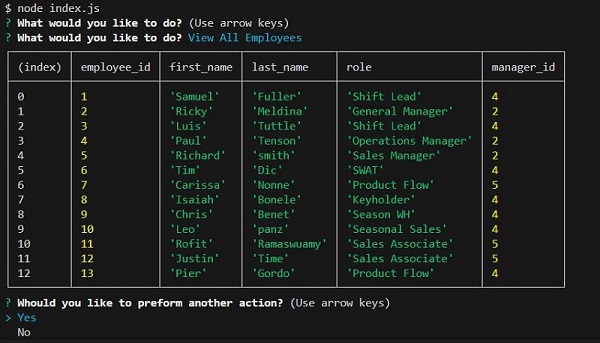 $ node index.js
? What would you like to do? (Use arrow keys)
? What would you like to do? View All Employees
(index) employee_id first_name last_name role manager_id
0 1 'Samuel' 'Fuller' 'Shift Lead' 4
1 2 'Ricky' 'Meldina' 'General Manager' 2
2 3 'Luis' 'Tuttle' 'Shift Lead' 4
3 4 'Paul' 'Tenson' 'Operations Manager' 2
4 5 'Richard' 'smith' 'Sales Manager' 2
5 6 'Tim' 'Dic' 'SWAT' 4
6 7 'Carissa' 'Nonne' 'Product Flow' 5
7 8 'Isaiah' 'Bonele' 'Keyholder' 4
8 9 'Chris' 'Benet' 'Season WH' 4
9 10 'Leo' 'panz' 'Seasonal Sales' 4
10 11 'Rofit' 'Ramaswuamy' 'Sales Associate' 5
11 12 'Justin' 'Time' 'Sales Associate' 5
12 13 'Pier' 'Gordo' 'Product Flow' 4
? Whould you like to preform another action? (Use arrow keys)
> Yes
No